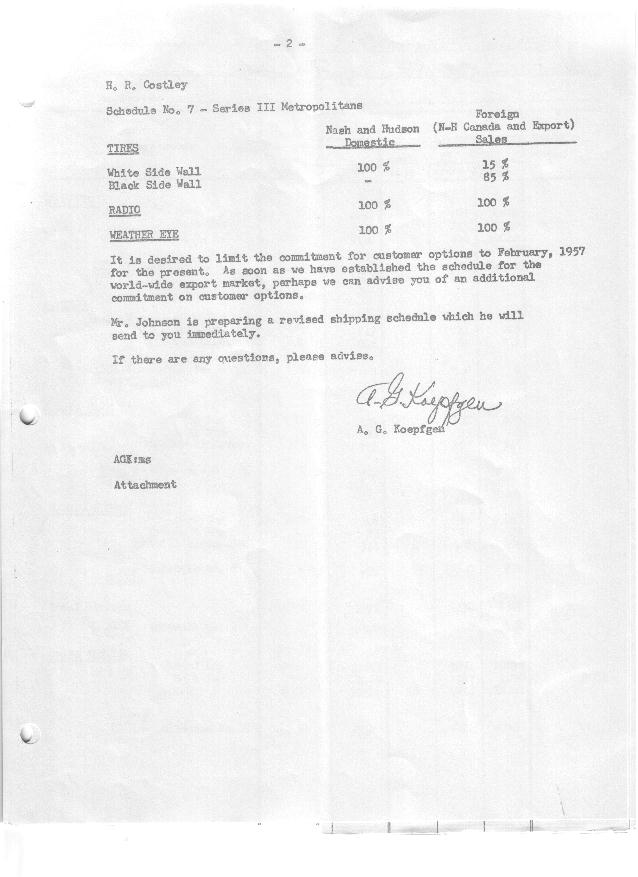 - 2 -
H. R. Costley
Schedule No. 7 - Series III Metropolitans
Foreign
Nash and Hudson (N-H Canada and Export)
Domestic Sales
TIRES
White Side Wall 100 % 15 %
Black Side Wall - 85 %
RADIO 100 % 100 %
WEATHER EYE 100 % 100 %
It is desired to limit the commitment for customer options to February, 1957
for the present. As soon as we have established the schedule for the
world-wide export market, perhaps we can advise you of an additional
commitment on customer options.
Mr. Johnson is preparing a revised shipping schedule which he will
send to you immediately.
If there are any questions, please advise.
A. G. Koepfgen
A. G. Koepfgen
AGK:ms
Attachment